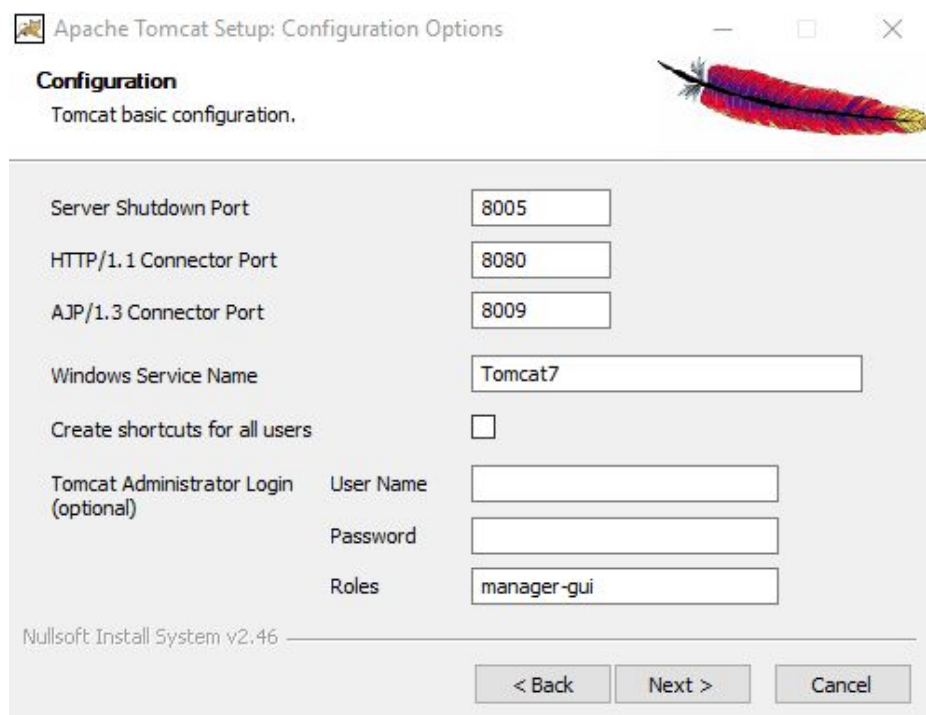 Apache Tomcat Setup: Configuration Options
Configuration
Tomcat basic configuration.
Server Shutdown Port 8005
HTTP/1.1 Connector Port 8080
AJP/1.3 Connector Port 8009
Windows Service Name Tomcat7
Create shortcuts for all users
Tomcat Administrator Login User Name
(optional)
Password
Roles manager-gui
Nullsoft Install System v2.46
< Back Next > Cancel